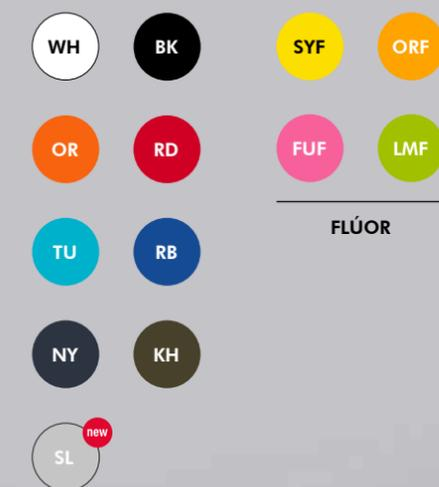 WH BK
OR RD
TU RB
NY KH
new
SL
SYF ORF
FUF LMF
FLÚOR